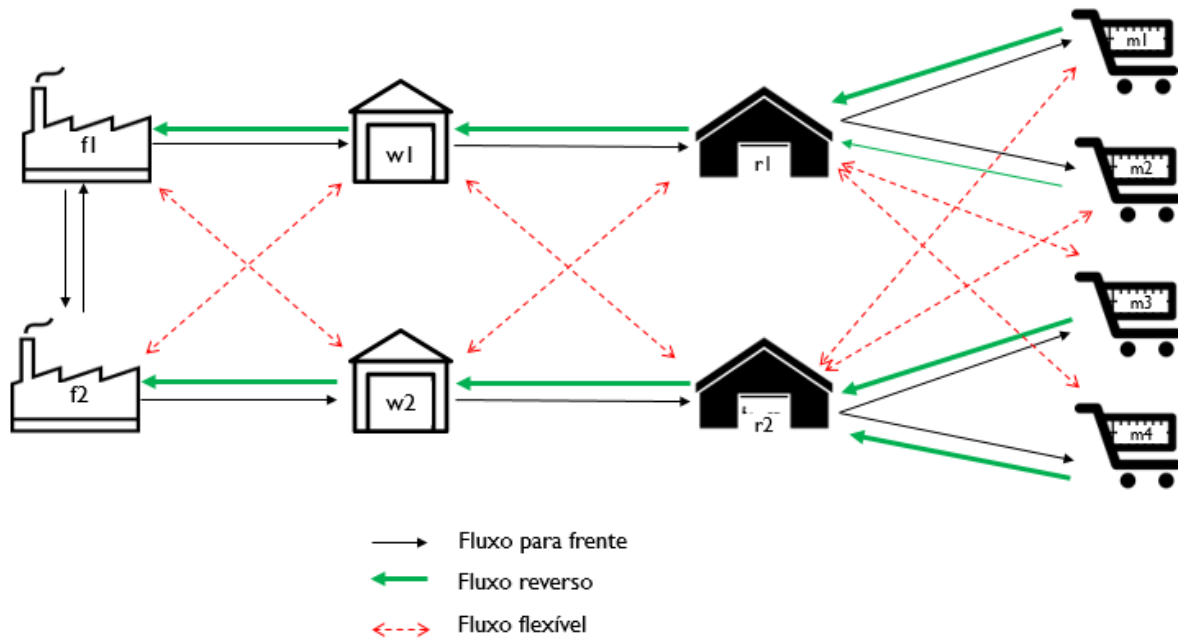 m1
f1
w1
r1
m2
m3
f2
w2
r2
m4
Fluxo para frente
Fluxo reverso
Fluxo flexível